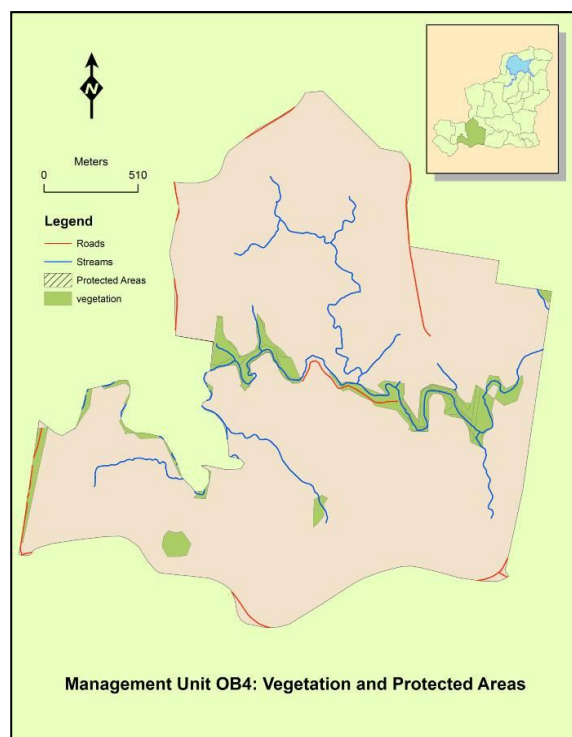 N
Meters
0 510
Legend
Roads
Streams
Protected Areas
vegetation
Management Unit OB4: Vegetation and Protected Areas